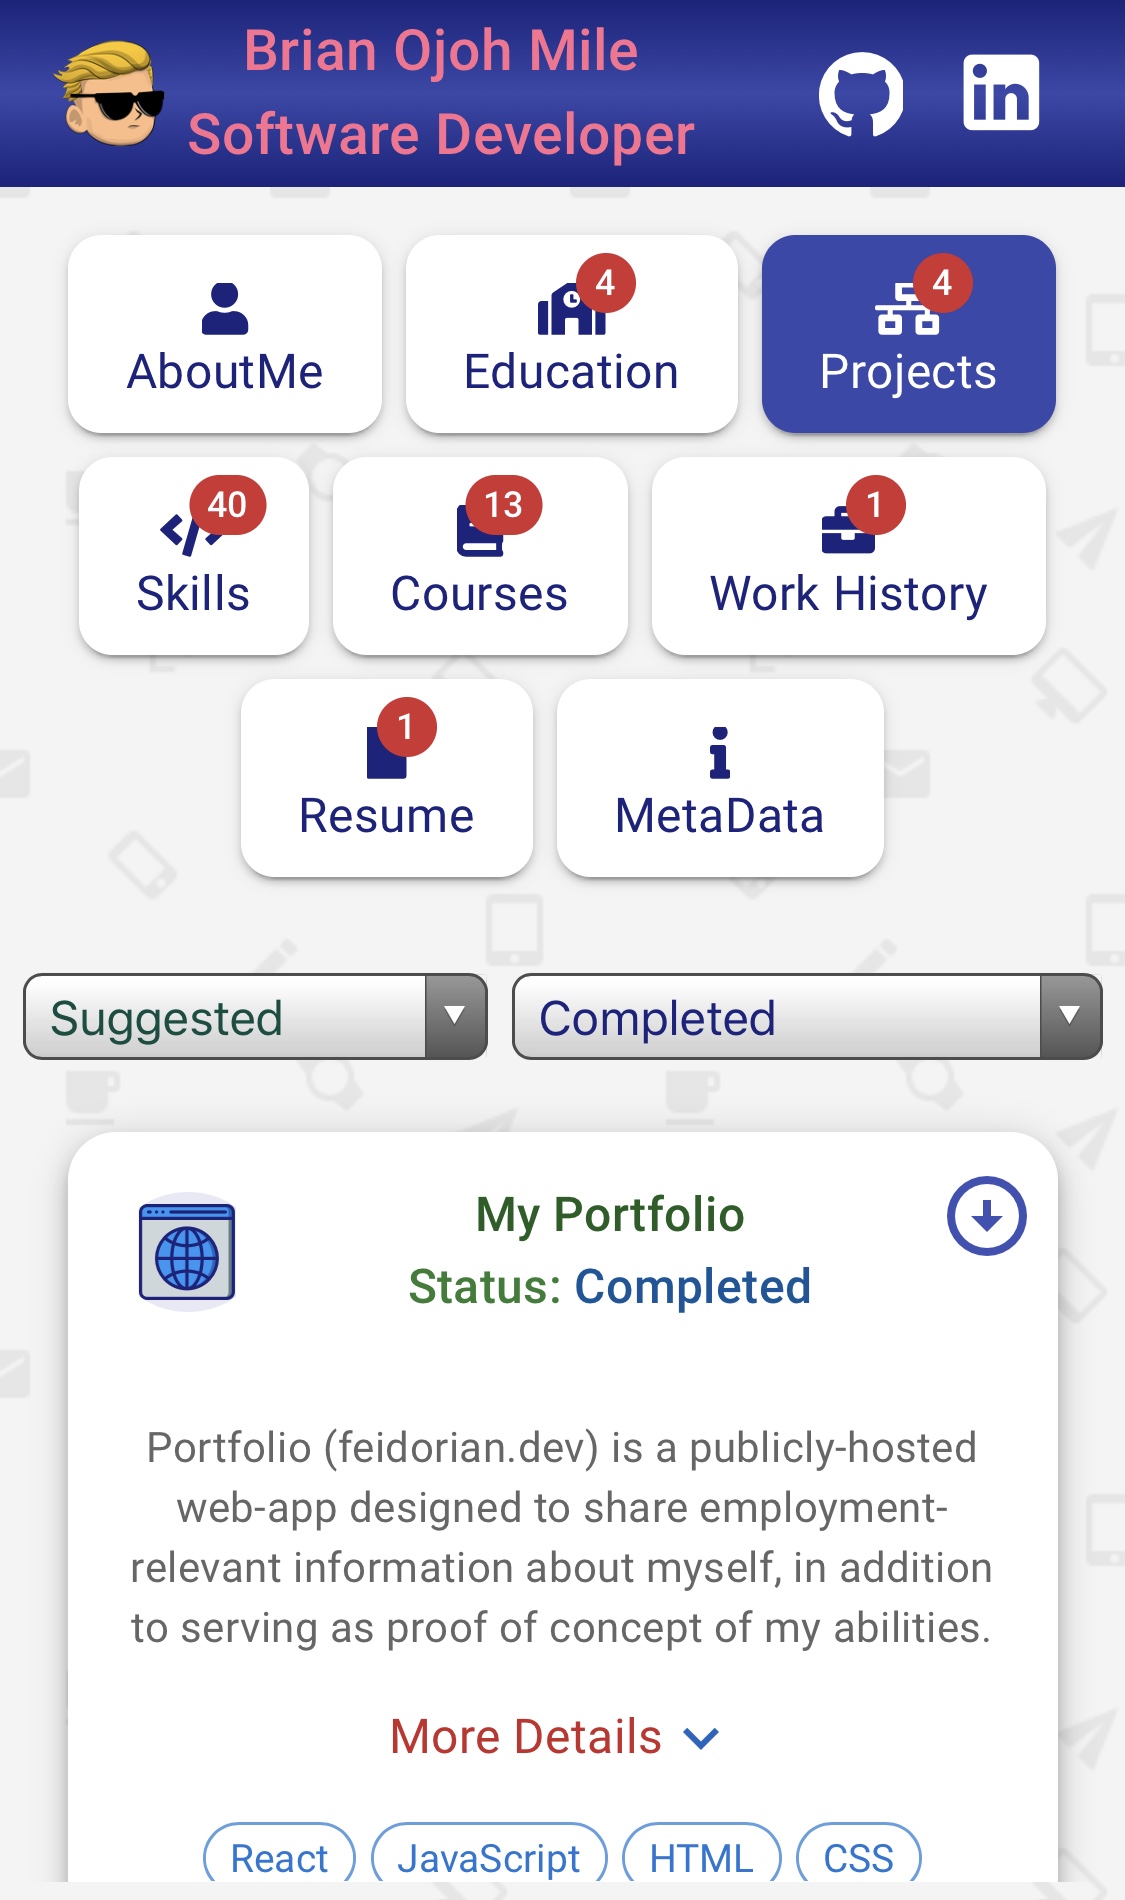 Brian Ojoh Mile
Software Developer
in
AboutMe
4
Education
4
Projects
40
Skills
13
Courses
1
Work History
1
Resume
MetaData
Suggested
Completed
My Portfolio
Status: Completed
Portfolio (feidorian.dev) is a publicly-hosted
web-app designed to share employment-
relevant information about myself, in addition
to serving as proof of concept of my abilities.
More Details
React
JavaScript
HTML
CSS